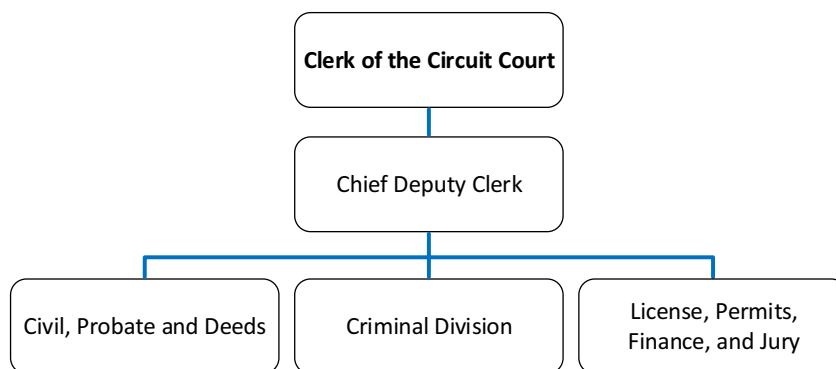 Clerk of the Circuit Court
Chief Deputy Clerk
Civil, Probate and Deeds
Criminal Division
License, Permits,
Finance, and Jury